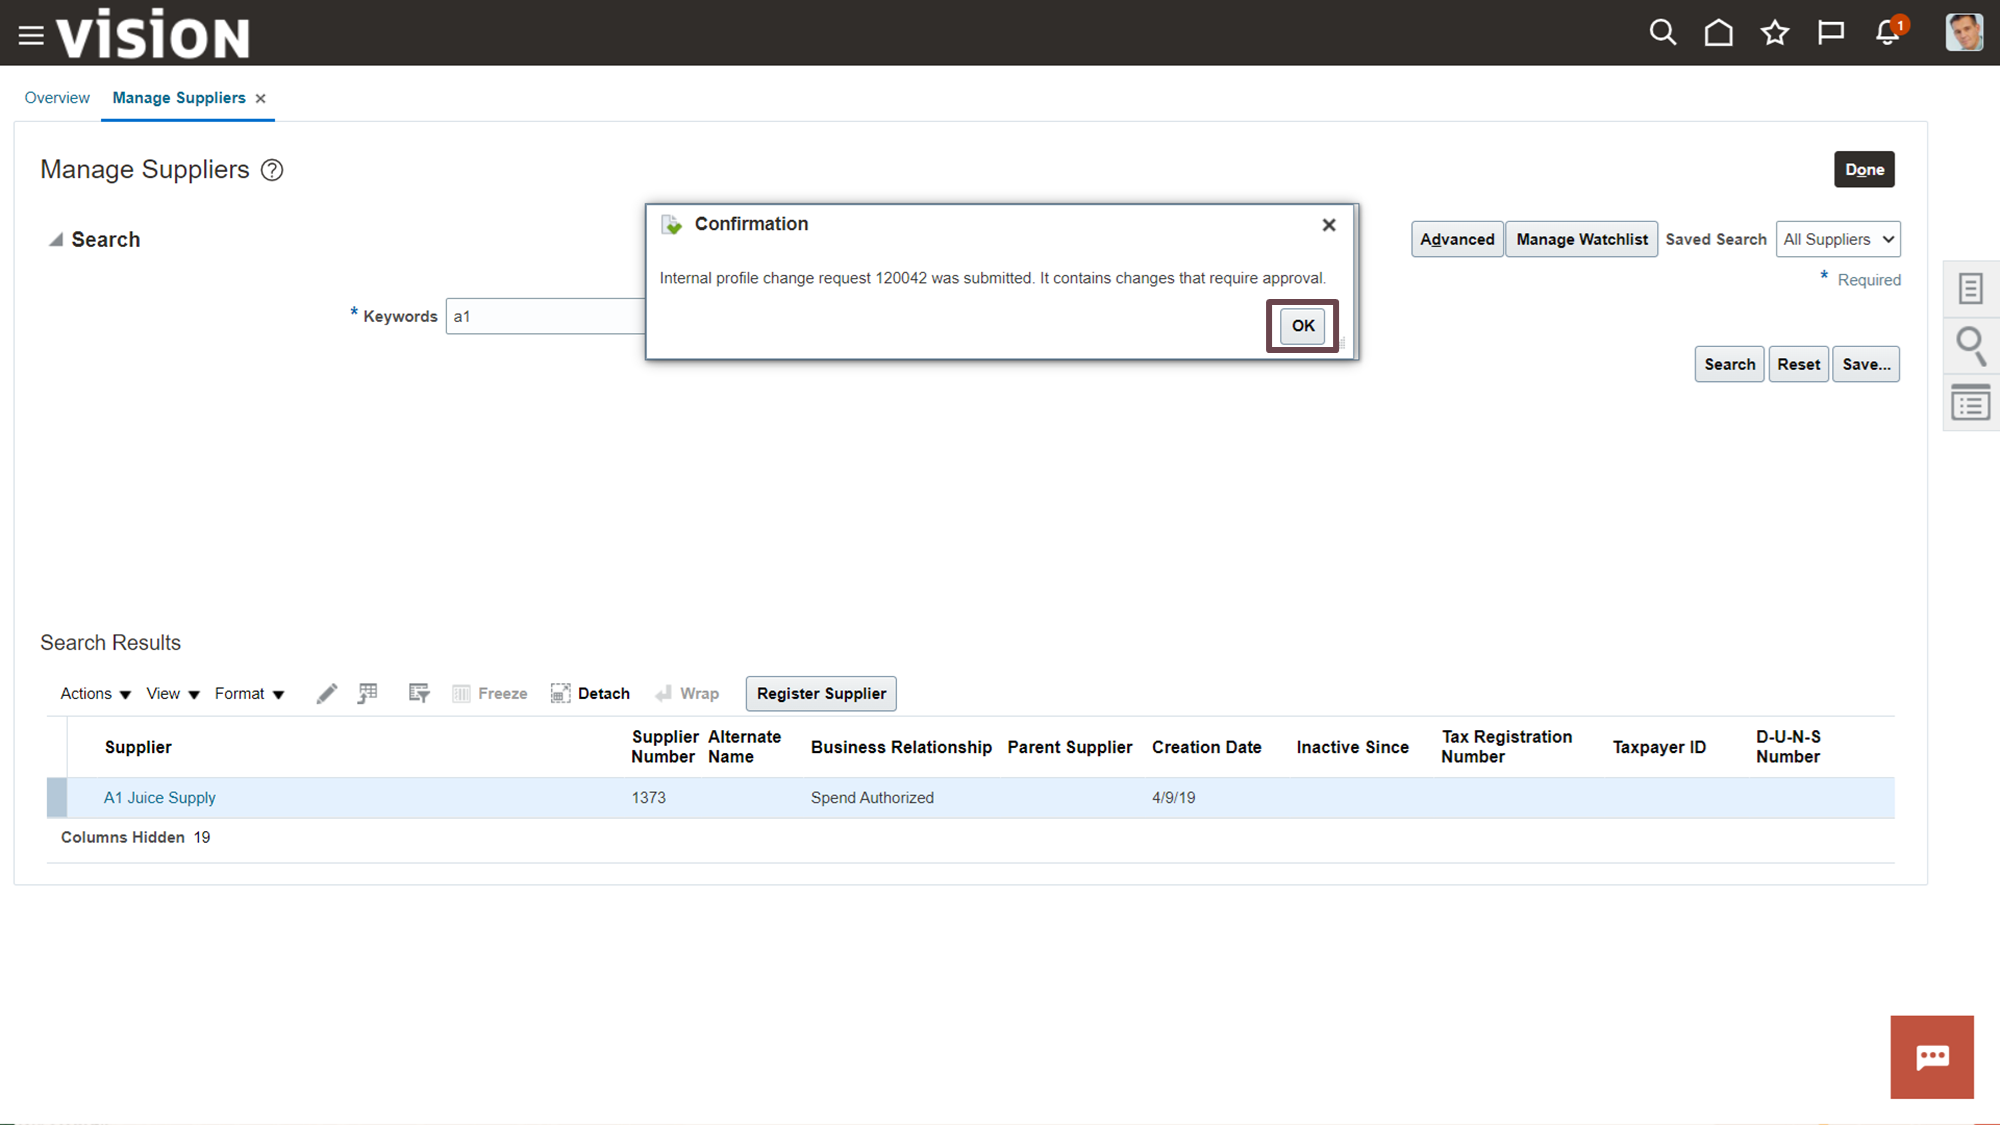 VISION
1
Overview
Manage Suppliers
Manage Suppliers
Done
Confirmation
Search
Advanced
Manage Watchlist
Saved Search
All Suppliers
Internal profile change request 120042 was submitted. It contains changes that require approval.
* Required
* Keywords
a1
OK
Search
Reset
Save...
Search Results
Actions
View
Format
Freeze
Detach
Wrap
Register Supplier
Supplier
Supplier Number
Alternate Name
Business Relationship
Parent Supplier
Creation Date
Inactive Since
Tax Registration Number
Taxpayer ID
D-U-N-S Number
A1 Juice Supply
1373
Spend Authorized
4/9/19
Columns Hidden 19